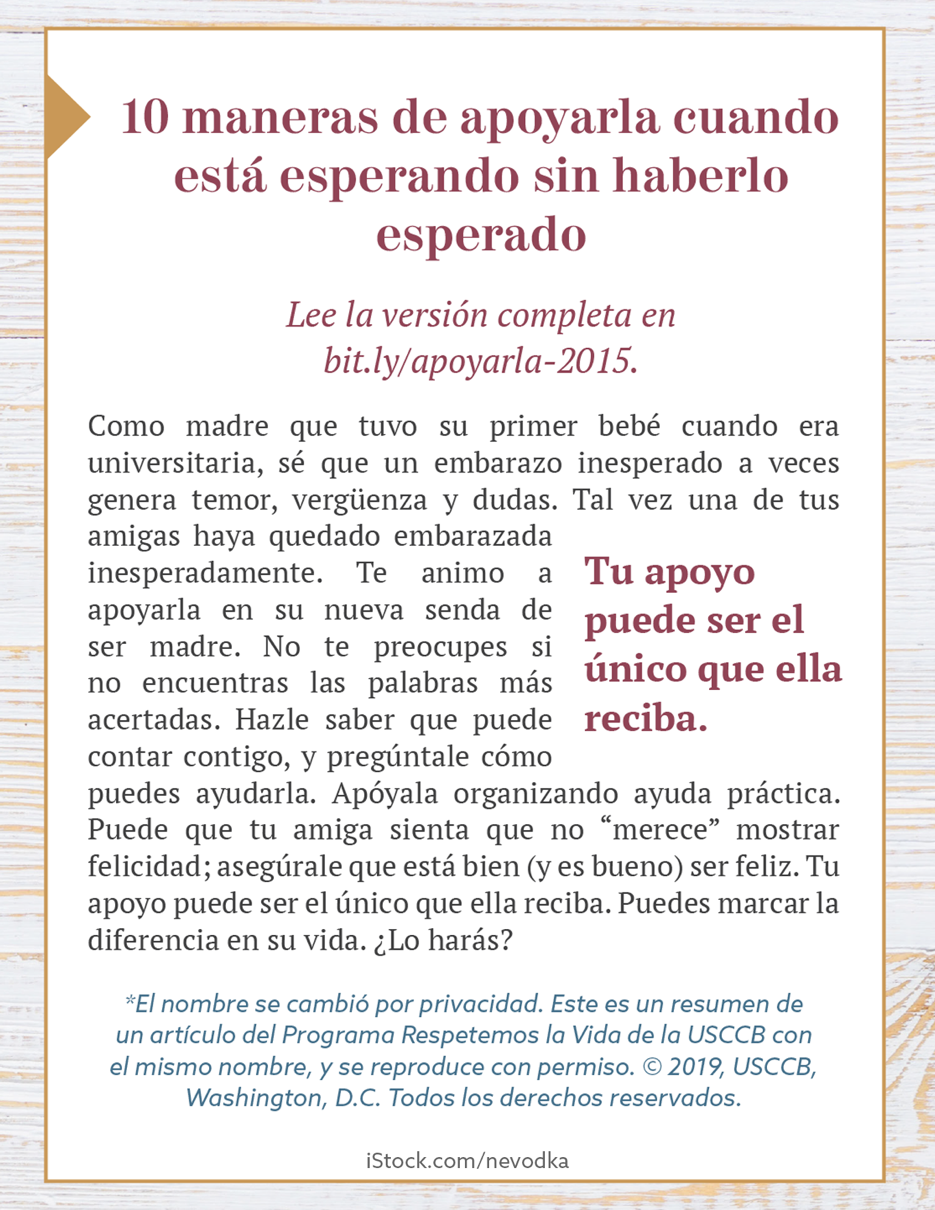 10 maneras de apoyarla cuando
está esperando sin haberlo
esperado
Lee la versión completa en
bit.ly/apoyarla-2015.
Como madre que tuvo su primer bebé cuando era
universitaria, sé que un embarazo inesperado a veces
genera temor, vergüenza y dudas. Tal vez una de tus
amigas haya quedado embarazada
inesperadamente. Te animo a
apoyarla en su nueva senda de
ser madre. No te preocupes si
no encuentras las palabras más
acertadas. Hazle saber que puede
contar contigo, y pregúntale cómo
puedes ayudarla. Apóyala organizando ayuda práctica.
Puede que tu amiga sienta que no “merece” mostrar
felicidad; asegúrale que está bien (y es bueno) ser feliz. Tu
apoyo puede ser el único que ella reciba. Puedes marcar la
diferencia en su vida. ¿Lo harás?
Tu apoyo
puede ser el
único que ella
reciba.
*El nombre se cambió por privacidad. Este es un resumen de
un artículo del Programa Respetemos la Vida de la USCCB con
el mismo nombre, y se reproduce con permiso. © 2019, USCCB,
Washington, D.C. Todos los derechos reservados.
iStock.com/nevodka